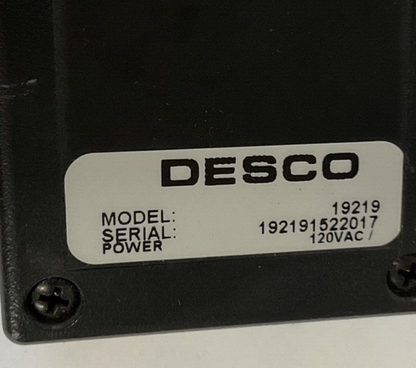 DESCO
MODEL: 19219
SERIAL: 192191522017
POWER 120VAC /